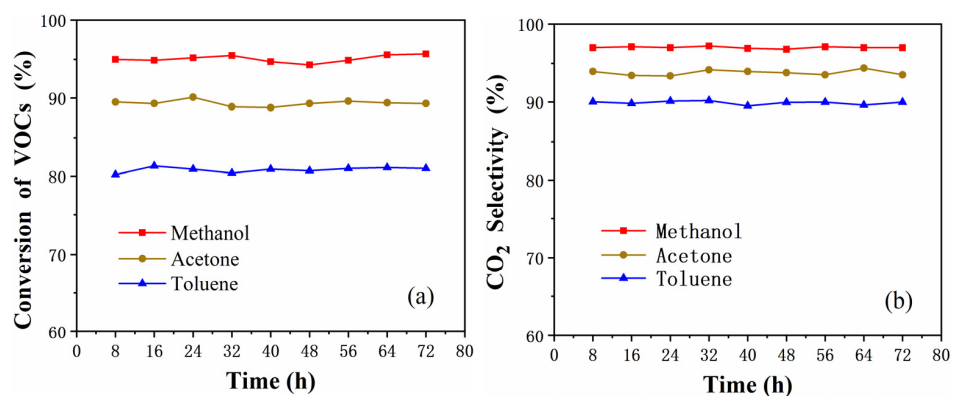 Conversion of VOCs (%)
100
90
80
70
60
0 8 16 24 32 40 48 56 64 72 80
Time (h)
Methanol
Acetone
Toluene
(a)
CO₂ Selectivity (%)
100
90
80
70
60
0 8 16 24 32 40 48 56 64 72 80
Time (h)
Methanol
Acetone
Toluene
(b)